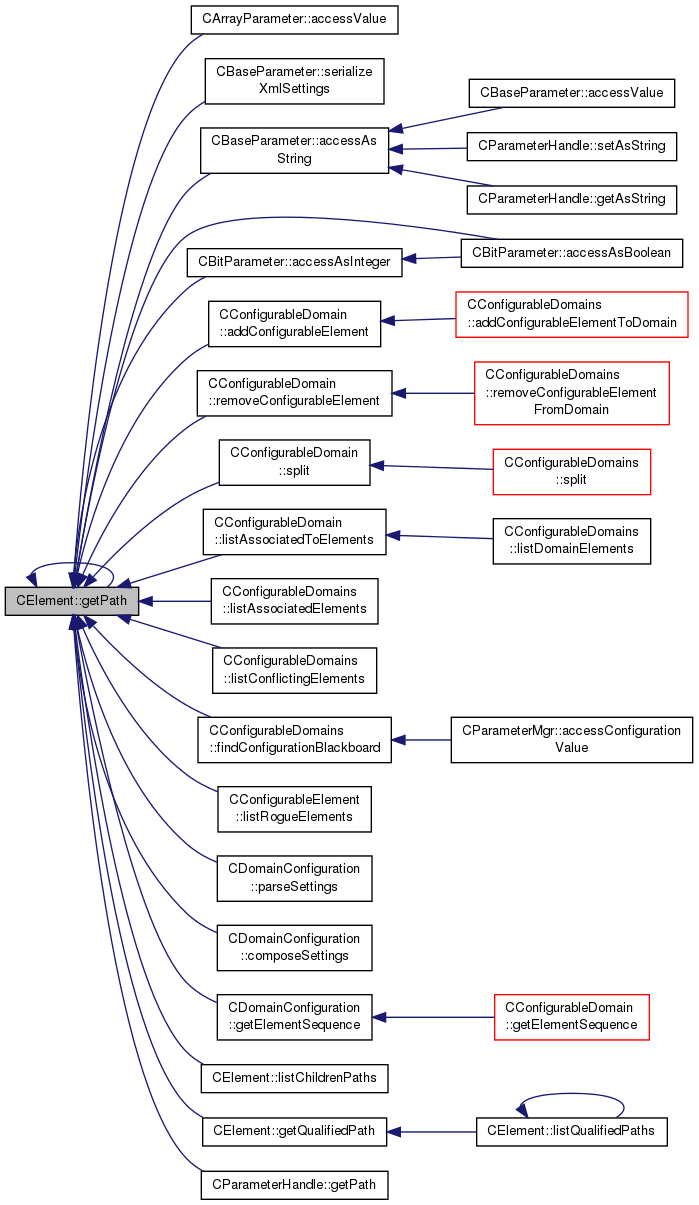 CArrayParameter::accessValue
CBaseParameter::serialize
XmlSettings
CBaseParameter::accessAs
String
CBaseParameter::accessValue
CParameterHandle::setAsString
CParameterHandle::getAsString
CBitParameter::accessAsInteger
CBitParameter::accessAsBoolean
CConfigurableDomain
::addConfigurableElement
CConfigurableDomains
::addConfigurableElementToDomain
CConfigurableDomain
::removeConfigurableElement
CConfigurableDomains
::removeConfigurableElement
FromDomain
CConfigurableDomain
::split
CConfigurableDomains
::split
CConfigurableDomain
::listAssociatedToElements
CConfigurableDomains
::listDomainElements
CElement::getPath
CConfigurableDomains
::listAssociatedElements
CConfigurableDomains
::listConflictingElements
CConfigurableDomains
::findConfigurationBlackboard
CParameterMgr::accessConfiguration
Value
CConfigurableElement
::listRogueElements
CDomainConfiguration
::parseSettings
CDomainConfiguration
::composeSettings
CDomainConfiguration
::getElementSequence
CConfigurableDomain
::getElementSequence
CElement::listChildrenPaths
CElement::getQualifiedPath
CElement::listQualifiedPaths
CParameterHandle::getPath